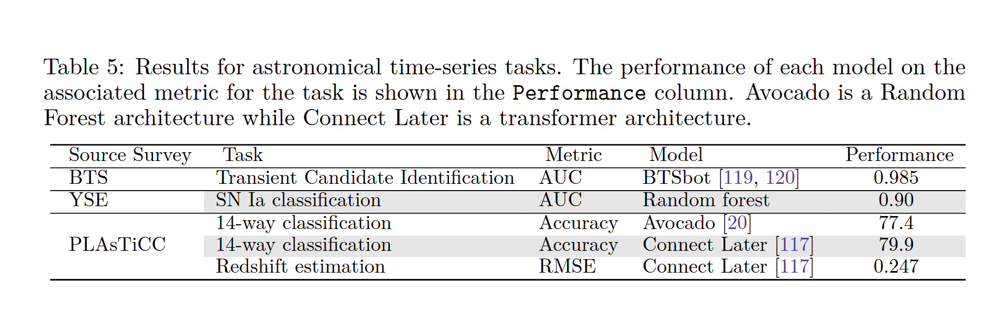 Table 5: Results for astronomical time-series tasks. The performance of each model on the
associated metric for the task is shown in the Performance column. Avocado is a Random
Forest architecture while Connect Later is a transformer architecture.
Source Survey Task Metric Model Performance
BTS Transient Candidate Identification AUC BTSbot [119, 120] 0.985
YSE SN Ia classification AUC Random forest 0.90
14-way classification Accuracy Avocado [20] 77.4
PLAsTiCC 14-way classification Accuracy Connect Later [117] 79.9
Redshift estimation RMSE Connect Later [117] 0.247